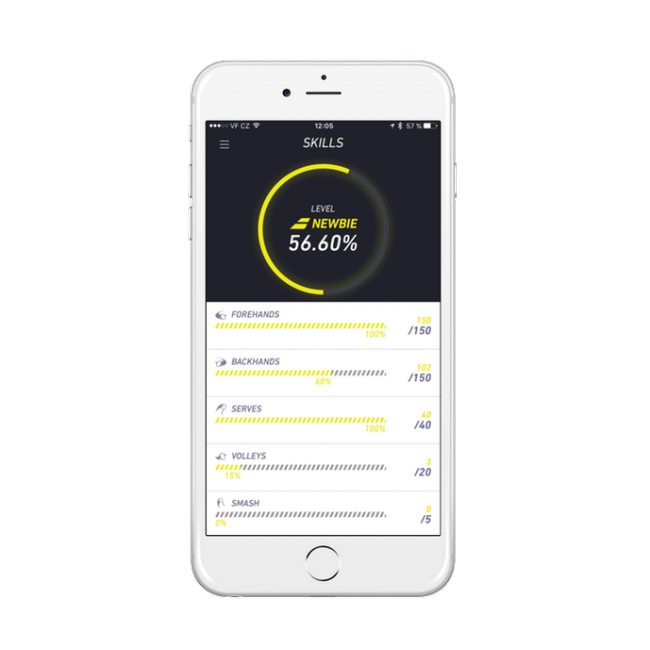 VF CZ 12:05 57 %
SKILLS
LEVEL
NEWBIE
56.60%
FOREHANDS
150
/150
100%
BACKHANDS
102
/150
68%
SERVES
40
/40
100%
VOLLEYS
3
/20
15%
SMASH
0
/5
0%